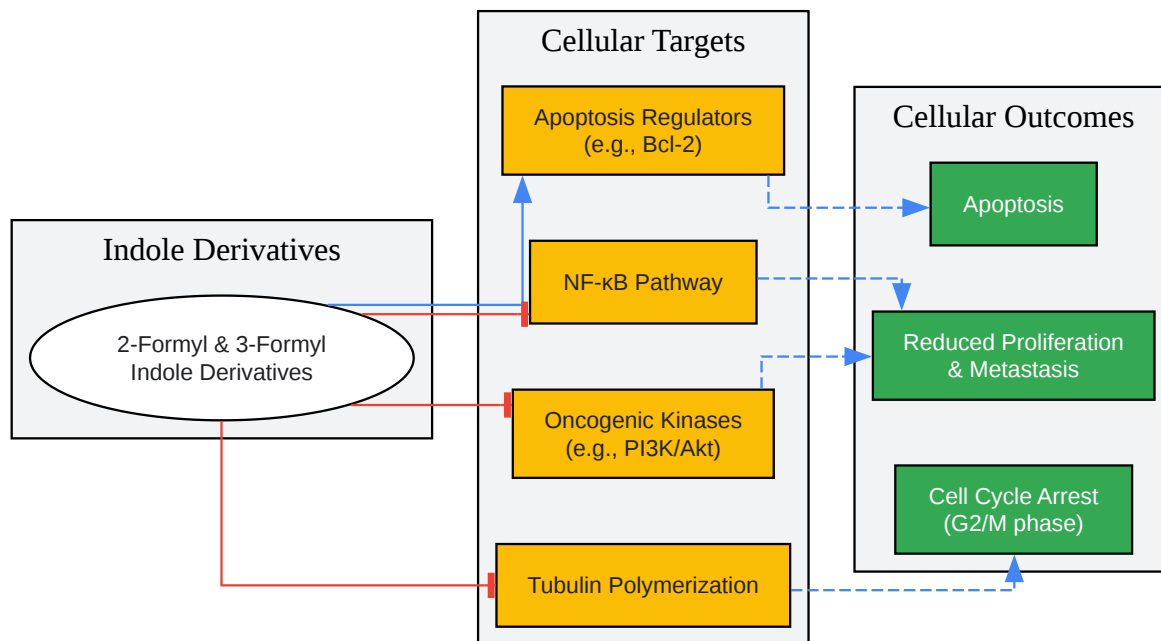 Indole Derivatives
2-Formyl & 3-Formyl
Indole Derivatives
Cellular Targets
Apoptosis Regulators
(e.g., Bcl-2)
NF-κB Pathway
Oncogenic Kinases
(e.g., PI3K/Akt)
Tubulin Polymerization
Cellular Outcomes
Apoptosis
Reduced Proliferation
& Metastasis
Cell Cycle Arrest
(G2/M phase)